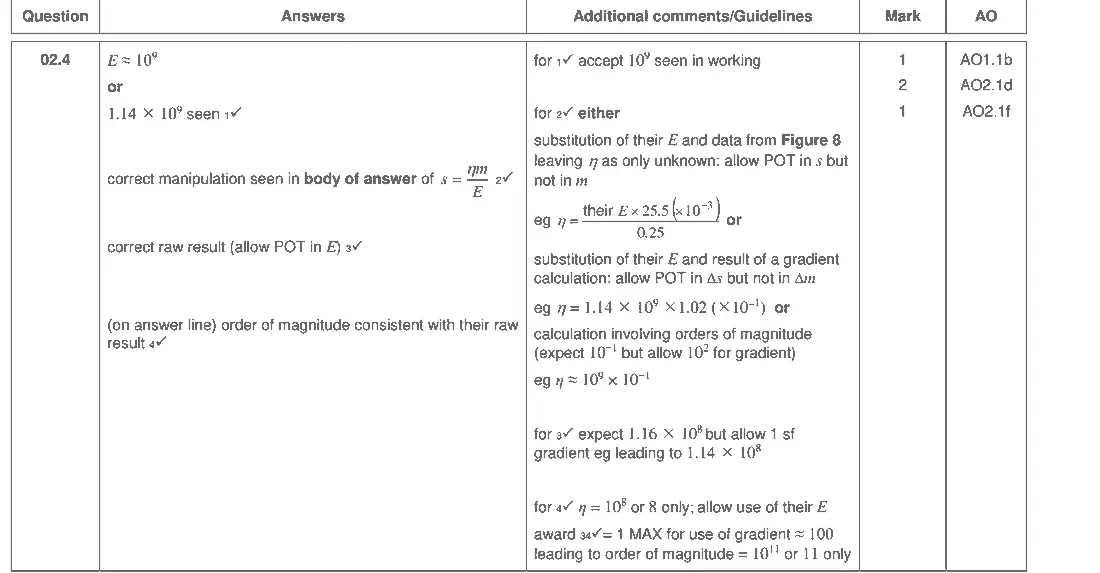 Question Answers Additional comments/Guidelines Mark AO
02.4 E ≈ 10⁹ for 1✓ accept 10⁹ seen in working 1 AO1.1b
or 2 AO2.1d
1.14 × 10⁹ seen 1✓ for 2✓ either 1 AO2.1f
substitution of their E and data from Figure 8
leaving η as only unknown: allow POT in s but
not in m
correct manipulation seen in body of answer of s = ηm/E 2✓
eg η = their E × 25.5 (×10⁻³)/0.25 or
correct raw result (allow POT in E) 3✓
substitution of their E and result of a gradient
calculation: allow POT in Δs but not in Δm
eg η = 1.14 × 10⁹ × 1.02 (×10⁻¹) or
(on answer line) order of magnitude consistent with their raw
result 4✓
calculation involving orders of magnitude
(expect 10⁻¹ but allow 10² for gradient)
eg η ≈ 10⁹ × 10⁻¹
for 3✓ expect 1.16 × 10⁸ but allow 1 sf
gradient eg leading to 1.14 × 10⁸
for 4✓ η = 10⁸ or 8 only; allow use of their E
award 34✓= 1 MAX for use of gradient ≈ 100
leading to order of magnitude = 10¹¹ or 11 only